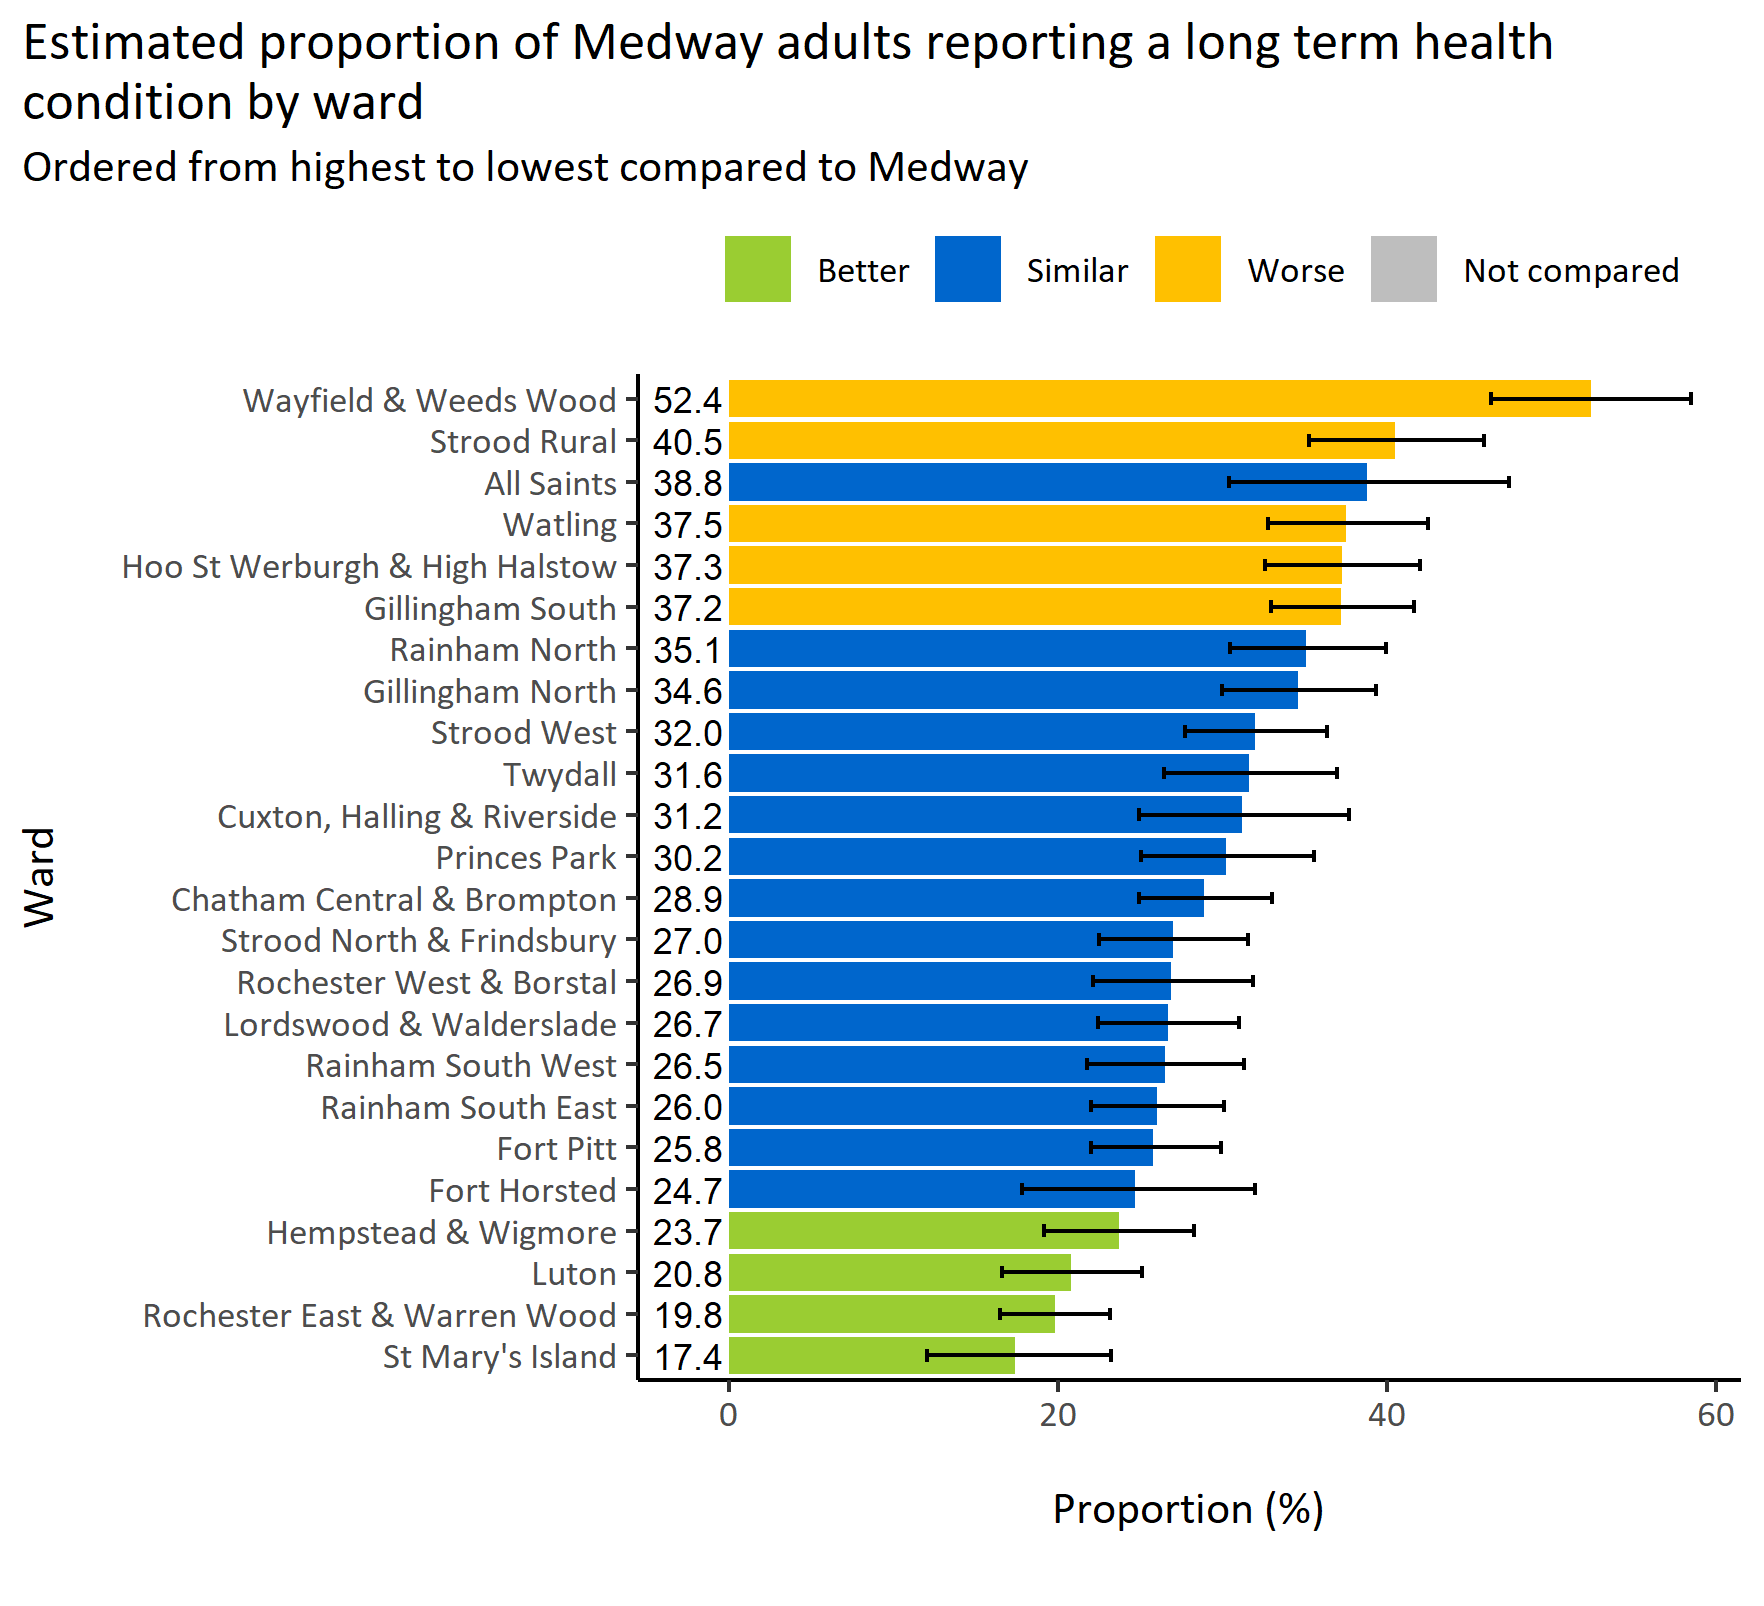 Estimated proportion of Medway adults reporting a long term health
condition by ward
Ordered from highest to lowest compared to Medway
Better Similar Worse Not compared
Wayfield & Weeds Wood 52.4
Strood Rural 40.5
All Saints 38.8
Watling 37.5
Hoo St Werburgh & High Halstow 37.3
Gillingham South 37.2
Rainham North 35.1
Gillingham North 34.6
Strood West 32.0
Twydall 31.6
Cuxton, Halling & Riverside 31.2
Princes Park 30.2
Chatham Central & Brompton 28.9
Strood North & Frindsbury 27.0
Rochester West & Borstal 26.9
Lordswood & Walderslade 26.7
Rainham South West 26.5
Rainham South East 26.0
Fort Pitt 25.8
Fort Horsted 24.7
Hempstead & Wigmore 23.7
Luton 20.8
Rochester East & Warren Wood 19.8
St Mary's Island 17.4
Ward
0 20 40 60
Proportion (%)